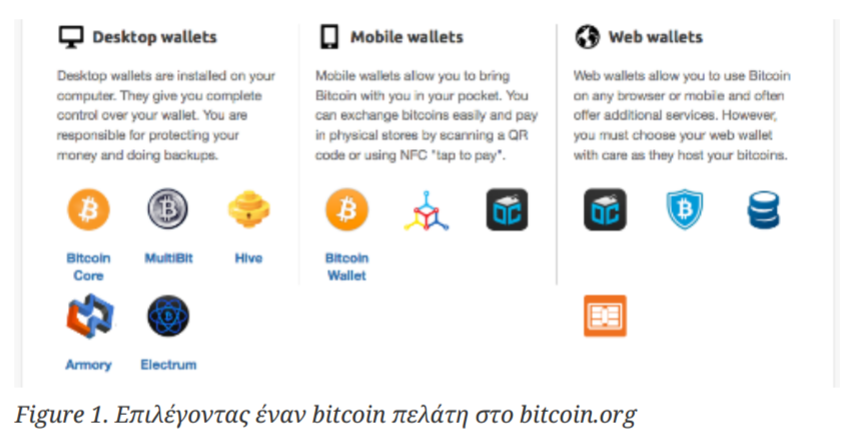 Desktop wallets
Desktop wallets are installed on your
computer. They give you complete
control over your wallet. You are
responsible for protecting your
money and doing backups.
Bitcoin
Core
MultiBit
Hive
Armory
Electrum
Mobile wallets
Mobile wallets allow you to bring
Bitcoin with you in your pocket. You
can exchange bitcoins easily and pay
in physical stores by scanning a QR
code or using NFC "tap to pay".
Bitcoin
Wallet
Web wallets
Web wallets allow you to use Bitcoin
on any browser or mobile and often
offer additional services. However,
you must choose your web wallet
with care as they host your bitcoins.
Figure 1. Επιλέγοντας έναν bitcoin πελάτη στο bitcoin.org